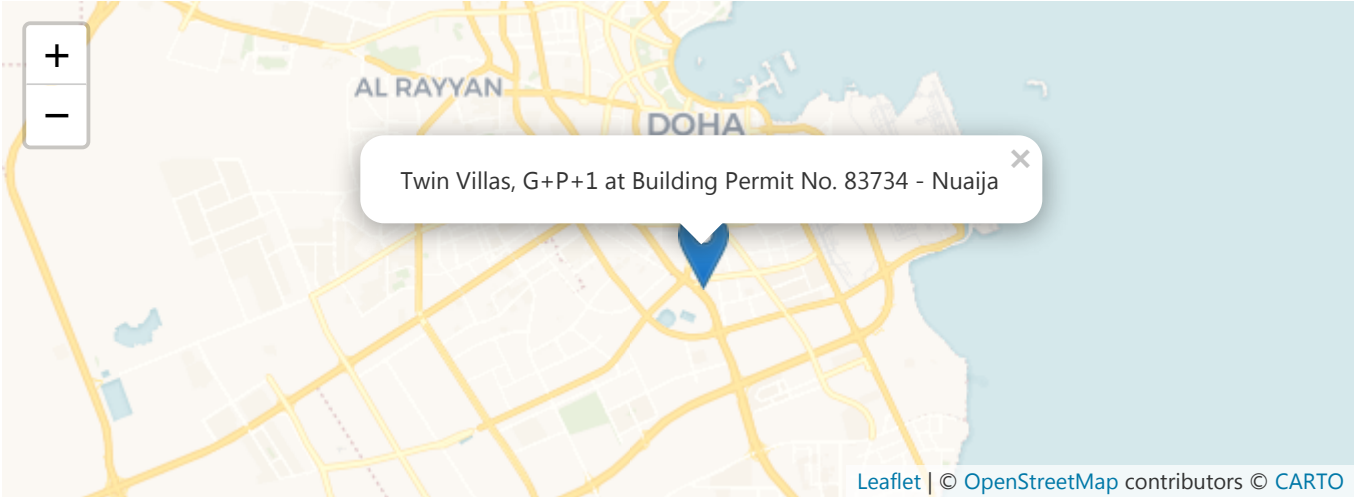 +
−
AL RAYYAN
DOHA
Twin Villas, G+P+1 at Building Permit No. 83734 - Nuaija
×
Leaflet | © OpenStreetMap contributors © CARTO